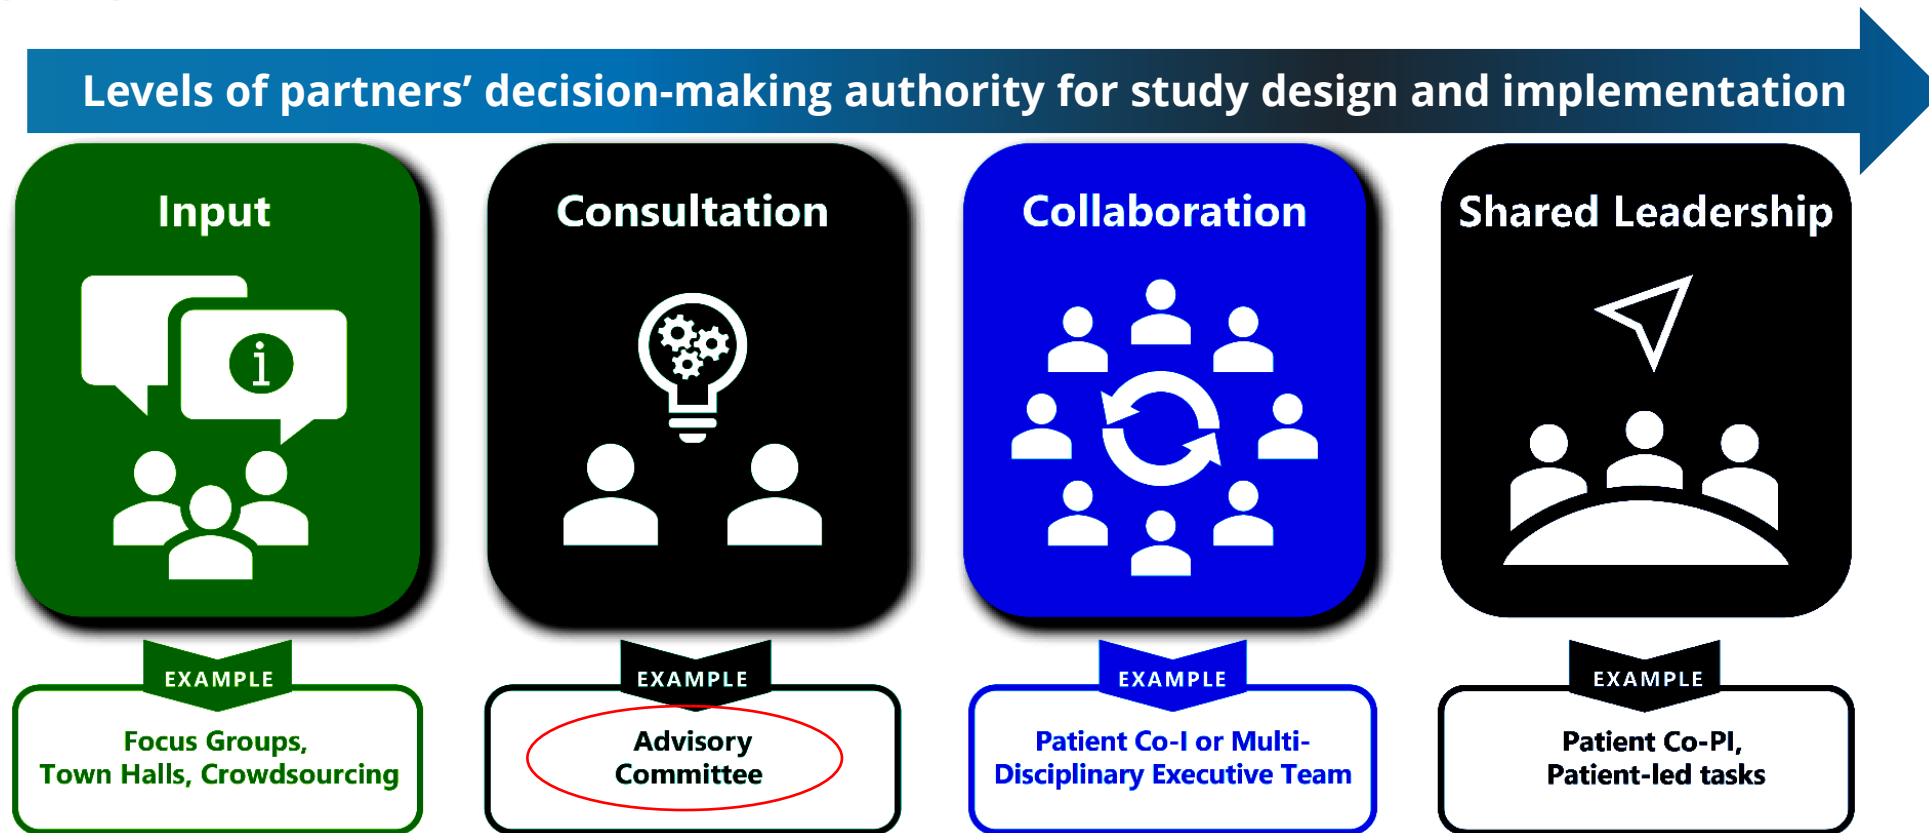 Levels of partners’ decision-making authority for study design and implementation
Input
Consultation
Collaboration
Shared Leadership
i
EXAMPLE
EXAMPLE
EXAMPLE
EXAMPLE
Focus Groups,
Town Halls, Crowdsourcing
Advisory
Committee
Patient Co-I or Multi-
Disciplinary Executive Team
Patient Co-PI,
Patient-led tasks